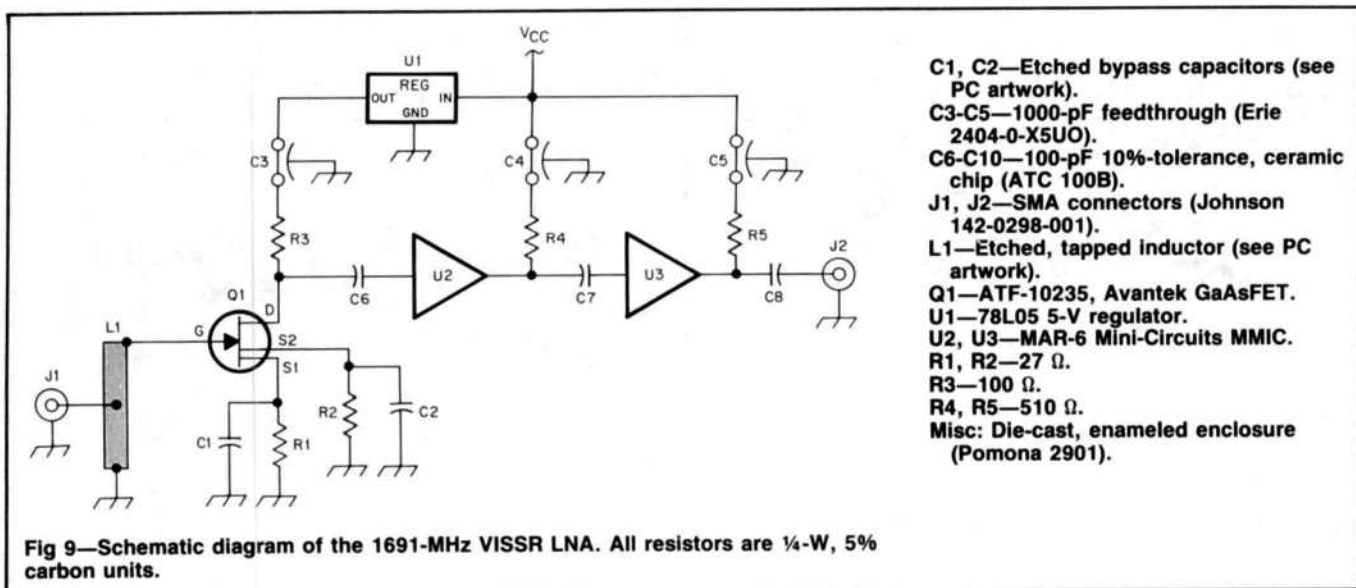 VCC
U1
REG
OUT
IN
GND
C3
C4
C5
R3
R4
R5
J2
U2
U3
C6
C7
C8
Q1
D
L1
G
S2
S1
J1
R2
C2
C1
R1
C1, C2—Etched bypass capacitors (see
PC artwork).
C3-C5—1000-pF feedthrough (Erie
2404-0-X5UO).
C6-C10—100-pF 10%-tolerance, ceramic
chip (ATC 100B).
J1, J2—SMA connectors (Johnson
142-0298-001).
L1—Etched, tapped inductor (see PC
artwork).
Q1—ATF-10235, Avantek GaAsFET.
U1—78L05 5-V regulator.
U2, U3—MAR-6 Mini-Circuits MMIC.
R1, R2—27 Ω.
R3—100 Ω.
R4, R5—510 Ω.
Misc: Die-cast, enameled enclosure
(Pomona 2901).
Fig 9—Schematic diagram of the 1691-MHz VISSR LNA. All resistors are ¼-W, 5%
carbon units.